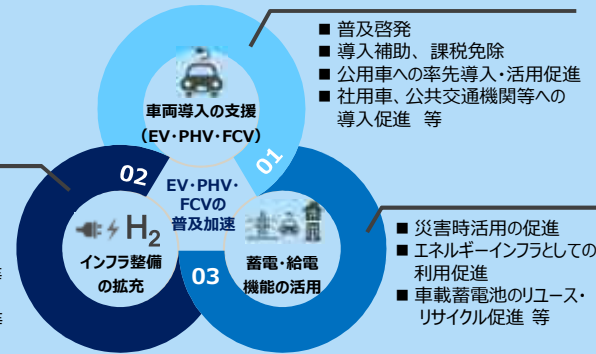 ■ 普及啓発
■ 導入補助、課税免除
■ 公用車への率先導入・活用促進
■ 社用車、公共交通機関等への
導入促進 等
車両導入の支援
（EV・PHV・FCV）
01
02
EV・PHV・
FCVの
普及加速
H2
インフラ整備
の拡充
03
蓄電・給電
機能の活用
■ 災害時活用の促進
■ エネルギーインフラとしての
利用促進
■ 車載蓄電池のリユース・
リサイクル促進 等